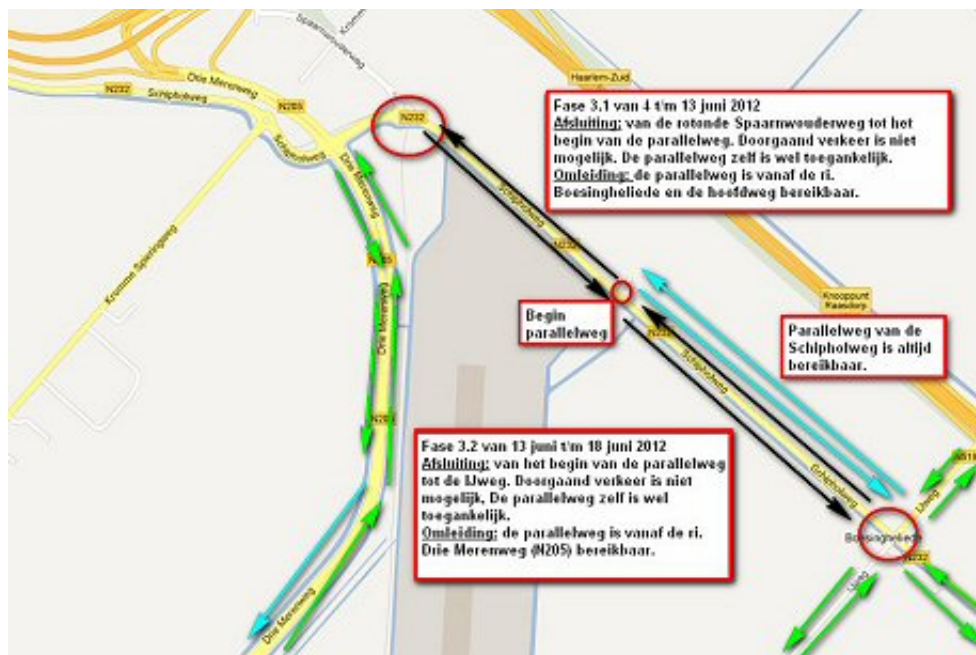 Kromme
Spaarnwouderweg
Drie Merenweg
N205
N232
Schipholweg
N232
Haarlem-Zuid
Schipholweg
Drie Merenweg
Schipholweg
N232
Kromme Spieringweg
Fase 3.1 van 4 t'm 13 juni 2012
Afsluiting: van de rotonde Spaarnwouderweg tot het
begin van de parallelweg. Doorgaand verkeer is niet
mogelijk. De parallelweg zelf is wel toegankelijk.
Omleiding: de parallelweg is vanaf de ri.
Boesingheliede en de hoofdweg bereikbaar.
Knooppunt
Raasdorp
Begin
parallelweg
Schipholweg
Parallelweg van de
Schipholweg is altijd
bereikbaar.
Drie Merenweg
Fase 3.2 van 13 juni t'm 18 juni 2012
Afsluiting: van het begin van de parallelweg
tot de IJweg. Doorgaand verkeer is niet
mogelijk. De parallelweg zelf is wel
toegankelijk.
Omleiding: de parallelweg is vanaf de ri.
Drie Merenweg (N205) bereikbaar.
Schipholweg
IJweg
Boesingheliede
N232
IJweg
Drie Merenweg